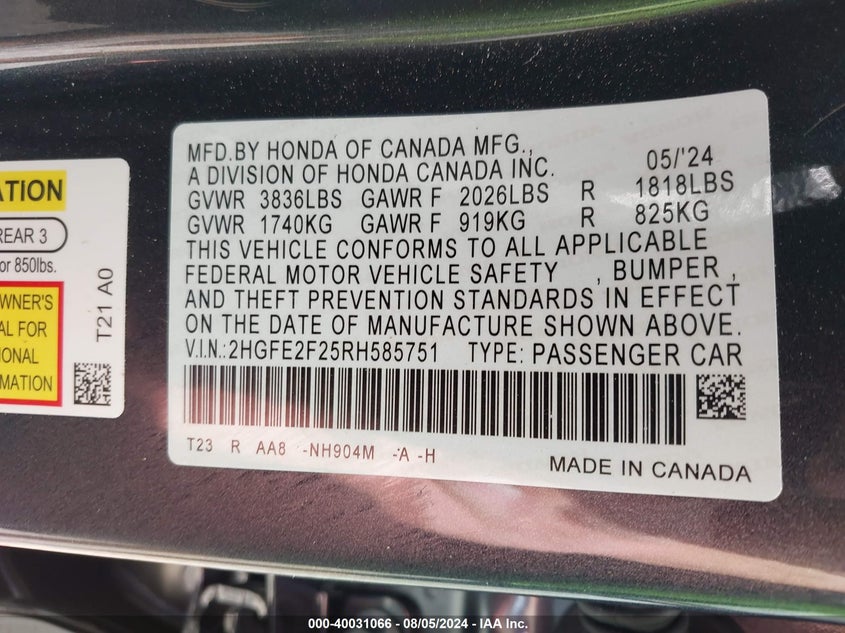 ATION
REAR 3
or 850lbs.
OWNER'S
AL FOR
TIONAL
RMATION
T21 A0
MFD.BY HONDA OF CANADA MFG.,
A DIVISION OF HONDA CANADA INC. 05/'24
GVWR 3836LBS GAWR F 2026LBS R 1818LBS
GVWR 1740KG GAWR F 919KG R 825KG
THIS VEHICLE CONFORMS TO ALL APPLICABLE
FEDERAL MOTOR VEHICLE SAFETY , BUMPER ,
AND THEFT PREVENTION STANDARDS IN EFFECT
ON THE DATE OF MANUFACTURE SHOWN ABOVE.
V.I.N.:2HGFE2F25RH585751 TYPE: PASSENGER CAR
T23 R AA8 -NH904M -A -H
MADE IN CANADA
000-40031066 - 08/05/2024 - IAA Inc.